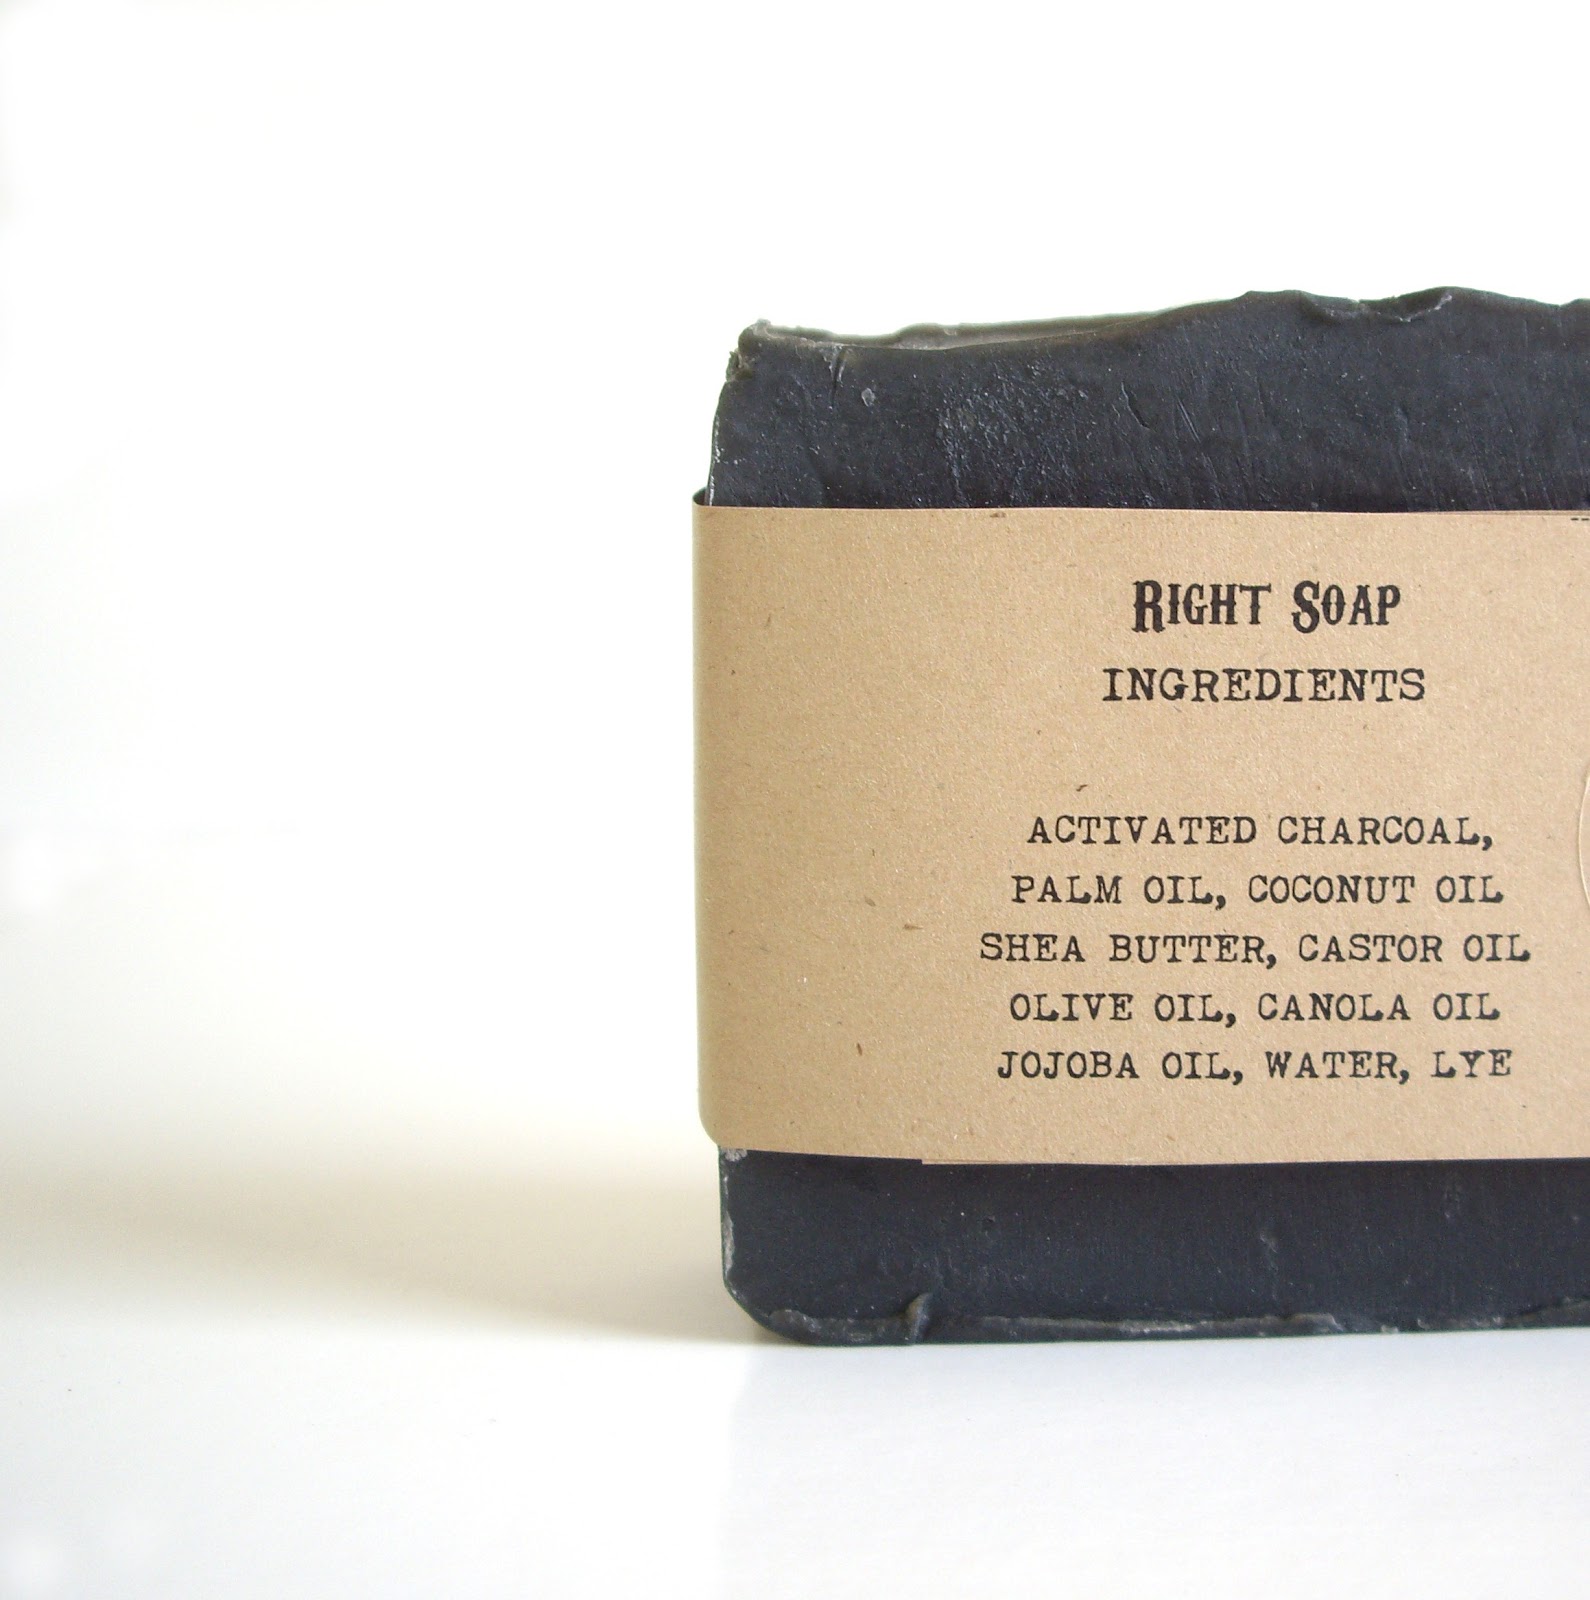 RIGHT SOAP
INGREDIENTS
ACTIVATED CHARCOAL,
PALM OIL, COCONUT OIL
SHEA BUTTER, CASTOR OIL
OLIVE OIL, CANOLA OIL
JOJOBA OIL, WATER, LYE